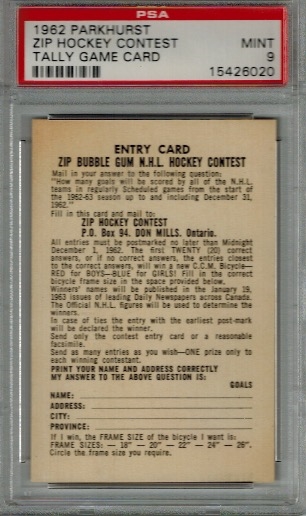 PSA
1962 PARKHURST
ZIP HOCKEY CONTEST MINT
TALLY GAME CARD 9
15426020
ENTRY CARD
ZIP BUBBLE GUM N.H.L. HOCKEY CONTEST
Mail in your answer to the following question:
"How many goals will be scored by all of the N.H.L.
teams in regularly Scheduled games from the start of
the 1962-63 season up to and including December 31,
1962."
Fill in this card and mail to:
ZIP HOCKEY CONTEST
P.O. Box 94. DON MILLS. Ontario.
All entries must be postmarked no later than Midnight
December 1, 1962. The first TWENTY (20) correct
answers, or if no correct answers, the entries closest
to the correct answers, will win a new C.C.M. Bicycle—
RED for BOYS—BLUE for GIRLS! Fill in the correct
bicycle frame size in the space provided below.
Winners' names will be published in the January 19,
1963 issues of leading Daily Newspapers across Canada.
The Official N.H.L. figures will be used to determine the
winners.
In case of ties the entry with the earliest post-mark
will be declared the winner.
Send only the contest entry card or a reasonable
facsimile.
Send as many entries as you wish—ONE prize only to
each winning contestant.
PRINT YOUR NAME AND ADDRESS CORRECTLY
MY ANSWER TO THE ABOVE QUESTION IS:
GOALS
NAME:
ADDRESS:
CITY:
PROVINCE:
If I win, the FRAME SIZE of the bicycle I want is:
FRAME SIZES: — 18" — 20" — 22" — 24" — 26".
Circle the frame size you require.